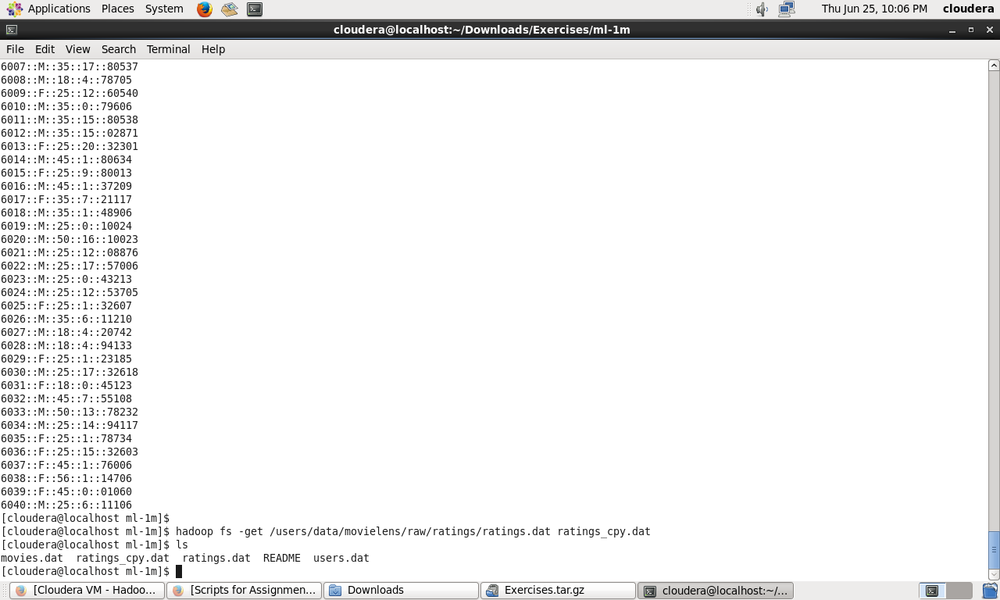 Applications Places System Thu Jun 25, 10:06 PM cloudera
cloudera@localhost:~/Downloads/Exercises/ml-1m
File Edit View Search Terminal Help
6007::M::35::17::80537
6008::M::18::4::78705
6009::F::25::12::60540
6010::M::35::0::79606
6011::M::35::15::80538
6012::M::35::15::02871
6013::F::25::20::32301
6014::M::45::1::80634
6015::F::25::9::80013
6016::M::45::1::37209
6017::F::35::7::21117
6018::M::35::1::48906
6019::M::25::0::10024
6020::M::50::16::10023
6021::M::25::12::08876
6022::M::25::17::57006
6023::M::25::0::43213
6024::M::25::12::53705
6025::F::25::1::32607
6026::M::35::6::11210
6027::M::18::4::20742
6028::M::18::4::94133
6029::F::25::1::23185
6030::M::25::17::32618
6031::F::18::0::45123
6032::M::45::7::55108
6033::M::50::13::78232
6034::M::25::14::94117
6035::F::25::1::78734
6036::F::25::15::32603
6037::F::45::1::76006
6038::F::56::1::14706
6039::F::45::0::01060
6040::M::25::6::11106
[cloudera@localhost ml-1m]$
[cloudera@localhost ml-1m]$ hadoop fs -get /users/data/movielens/raw/ratings/ratings.dat ratings_cpy.dat
[cloudera@localhost ml-1m]$ ls
movies.dat  ratings_cpy.dat  ratings.dat  README  users.dat
[cloudera@localhost ml-1m]$
[Cloudera VM - Hadoo... [Scripts for Assignmen... Downloads Exercises.tar.gz cloudera@localhost:~/...